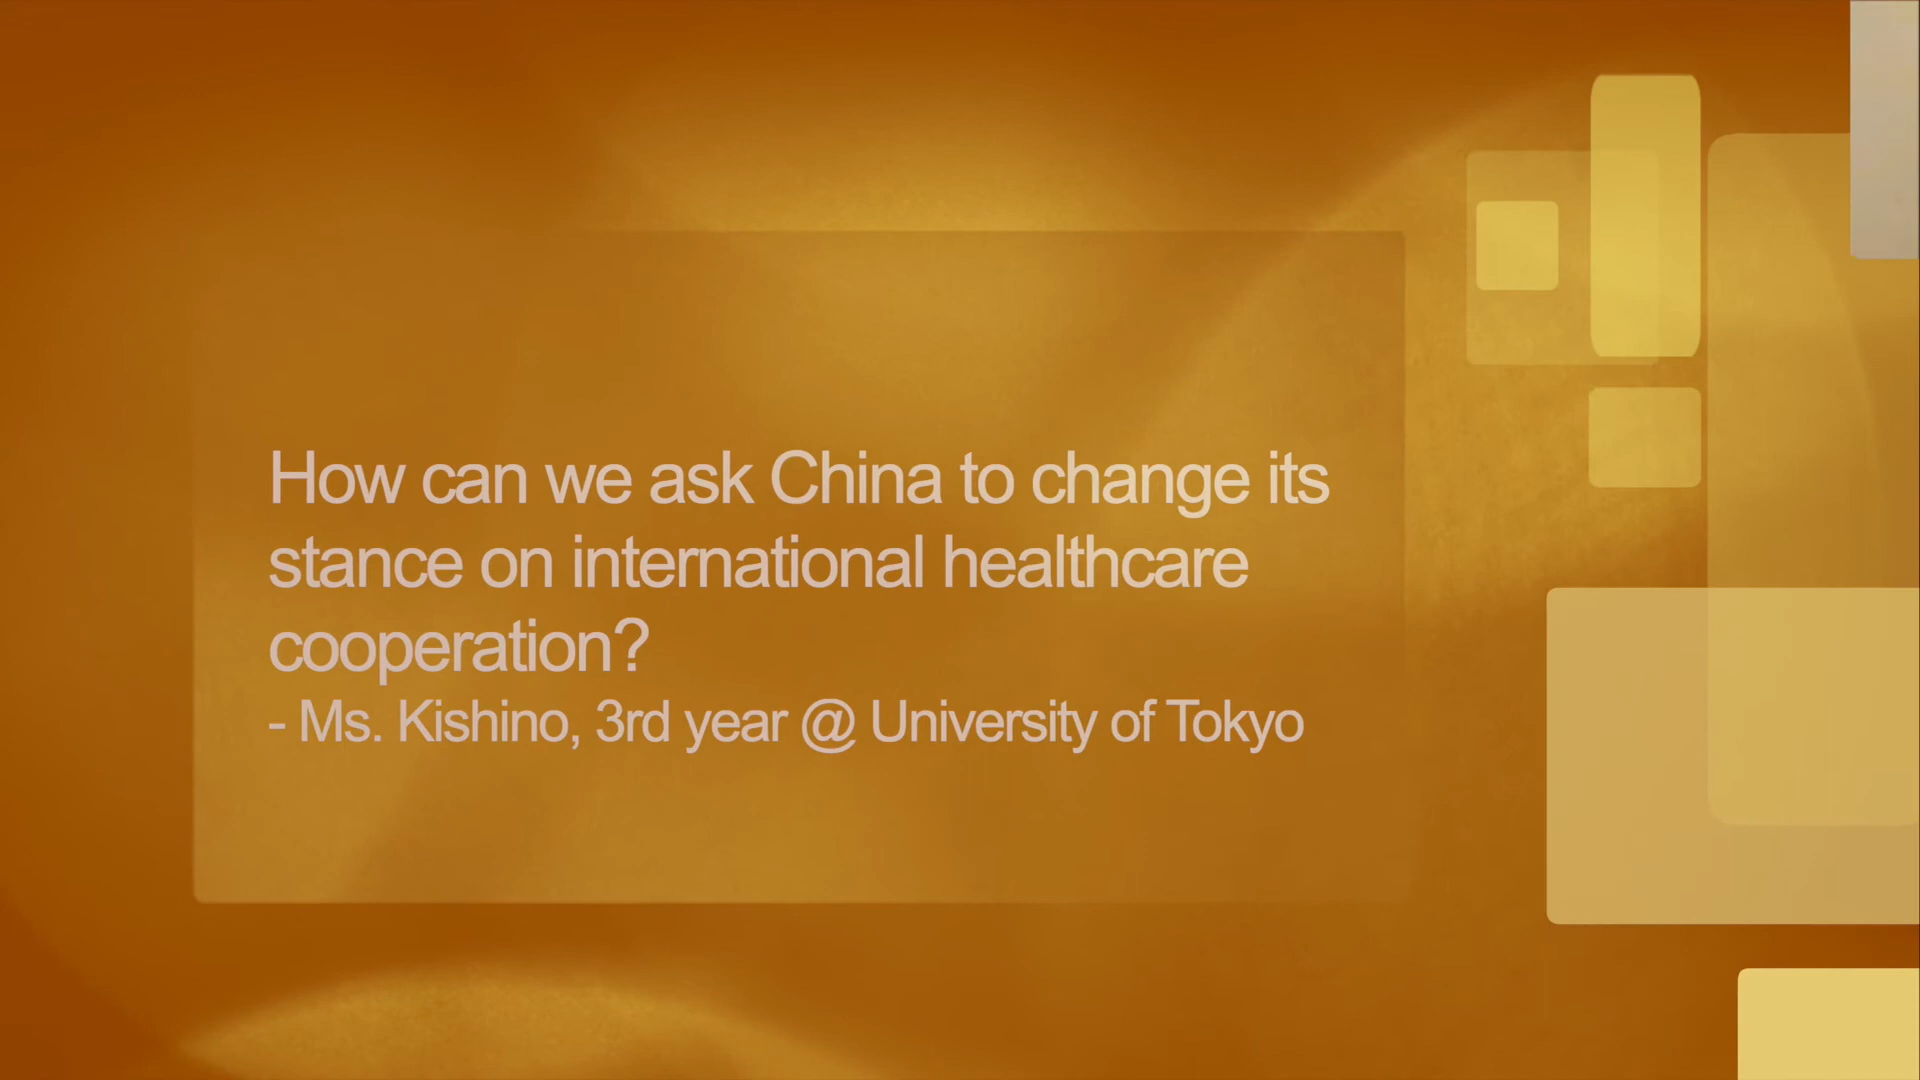 How can we ask China to change its
stance on international healthcare
cooperation?
- Ms. Kishino, 3rd year @ University of Tokyo